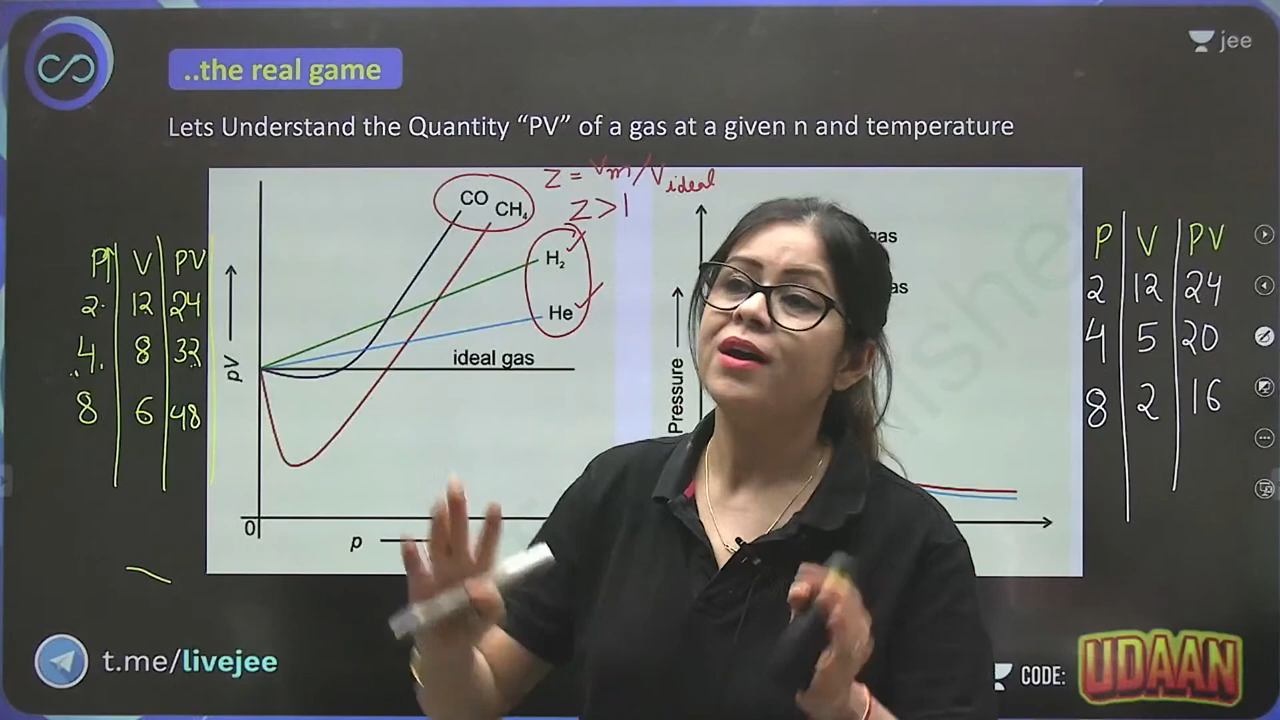 ..the real game
jee
Lets Understand the Quantity “PV” of a gas at a given n and temperature
Z = Vm/Videal
Z > 1
CO CH4
H2
He
ideal gas
pV
0
p
P↑ V PV
2 12 24
4 8 32
8 6 48
gas
as
Pressure
P V PV
2 12 24
4 5 20
8 2 16
t.me/livejee
CODE: UDAAN